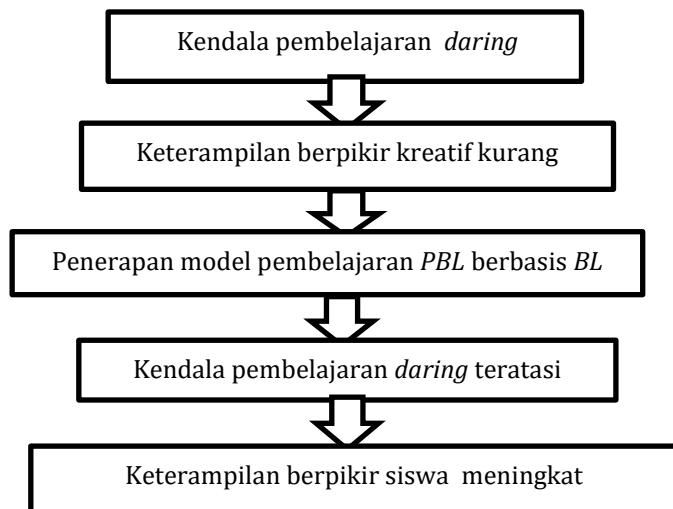 Kendala pembelajaran daring
Keterampilan berpikir kreatif kurang
Penerapan model pembelajaran PBL berbasis BL
Kendala pembelajaran daring teratasi
Keterampilan berpikir siswa meningkat